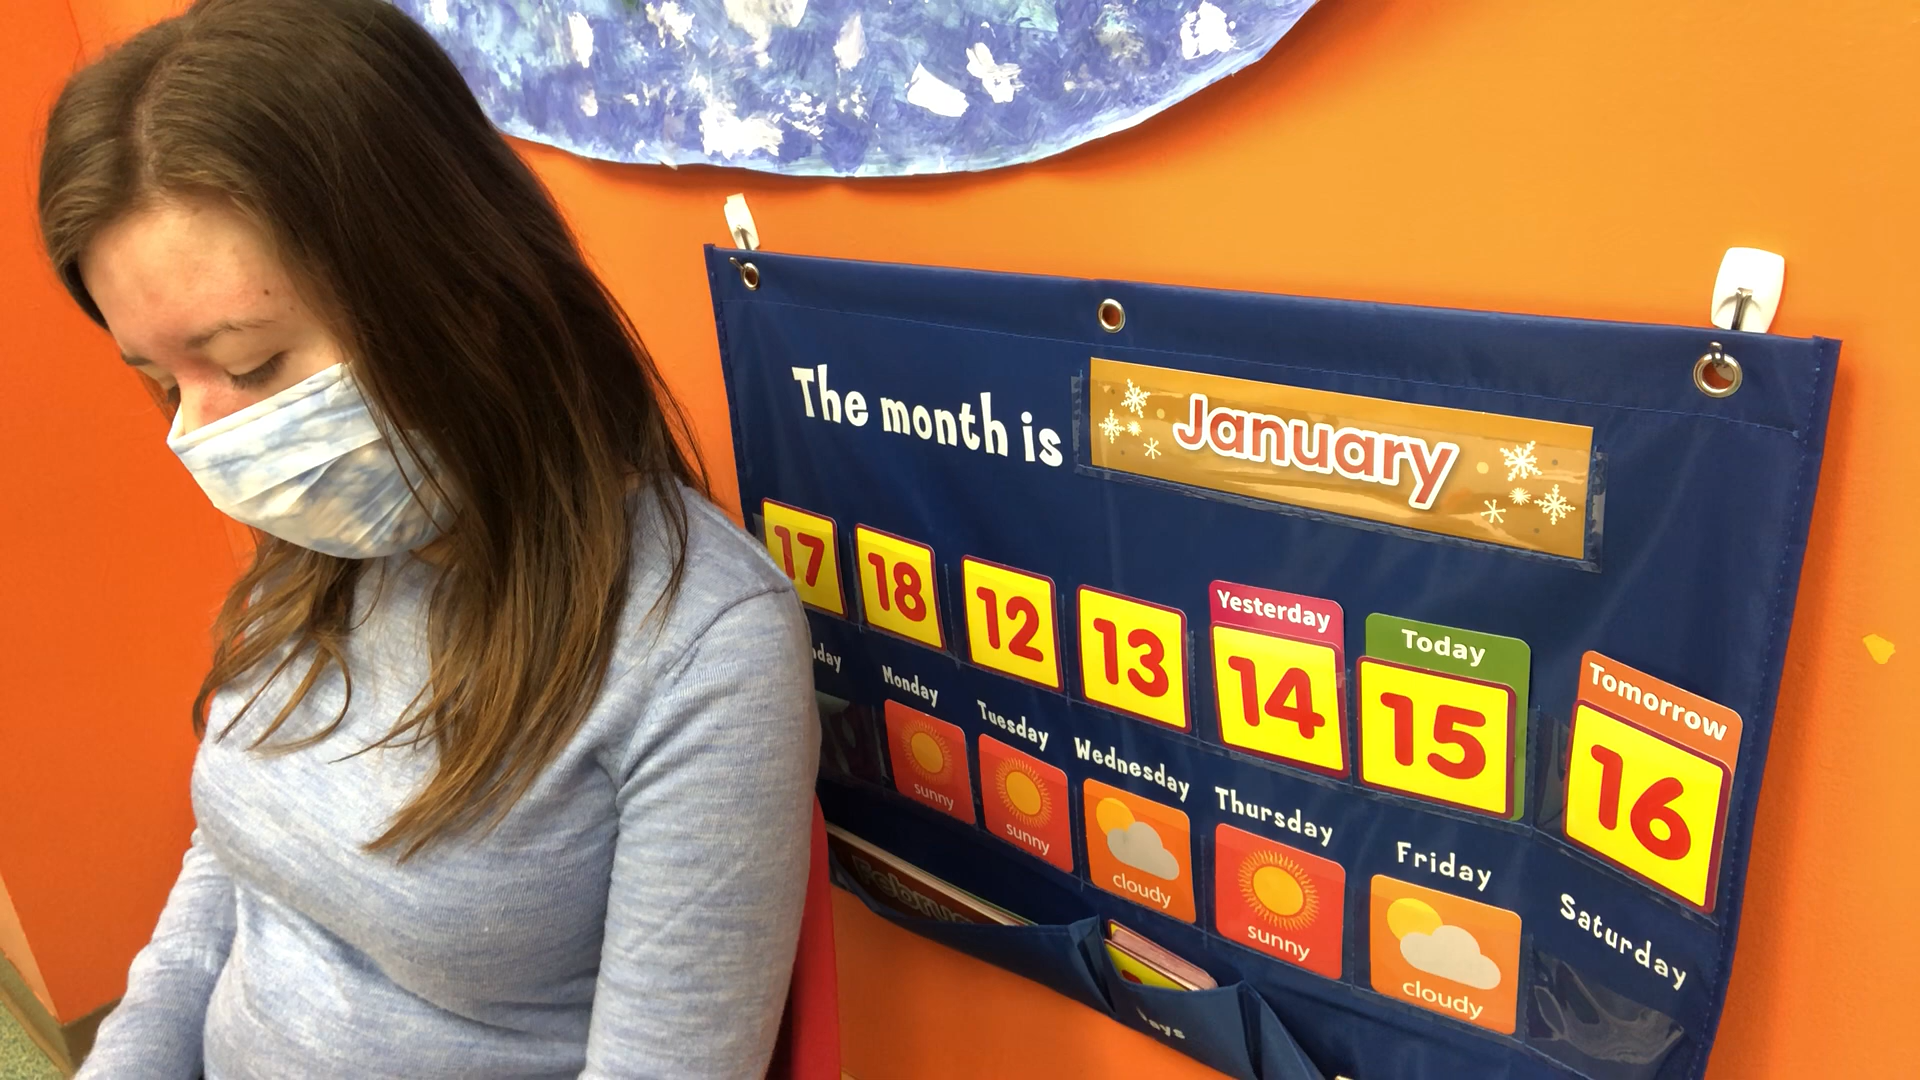 The month is January
Yesterday
Today
Tomorrow
17 18 12 13 14 15 16
Monday Tuesday Wednesday Thursday Friday Saturday
sunny sunny cloudy sunny cloudy